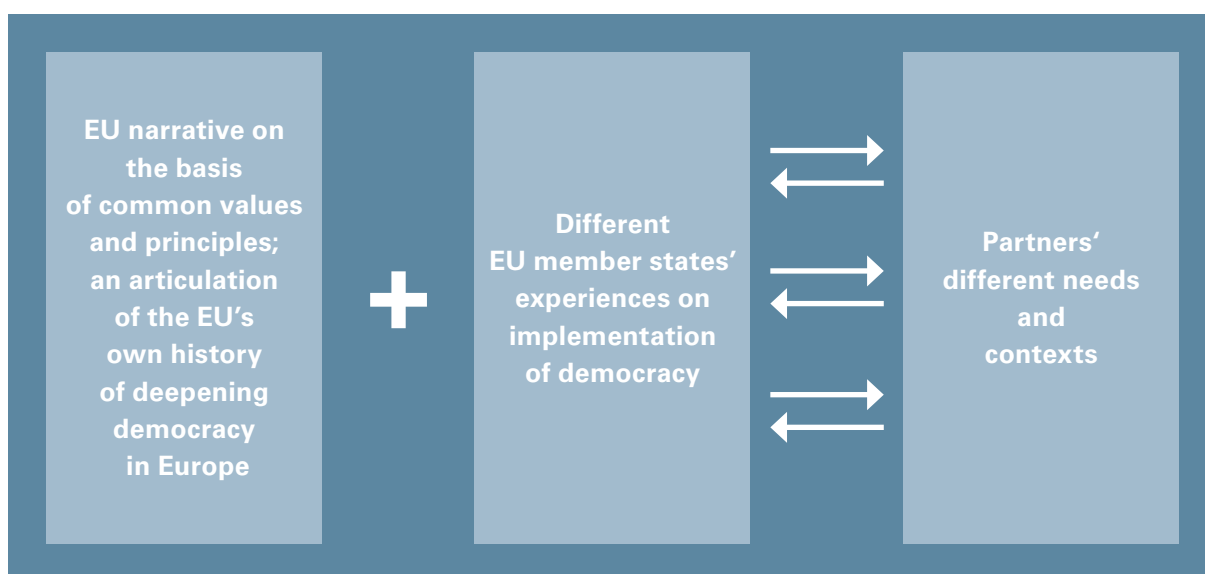 EU narrative on
the basis
of common values
and principles;
an articulation
of the EU’s
own history
of deepening
democracy
in Europe
Different
EU member states’
experiences on
implementation
of democracy
Partners‘
different needs
and
contexts